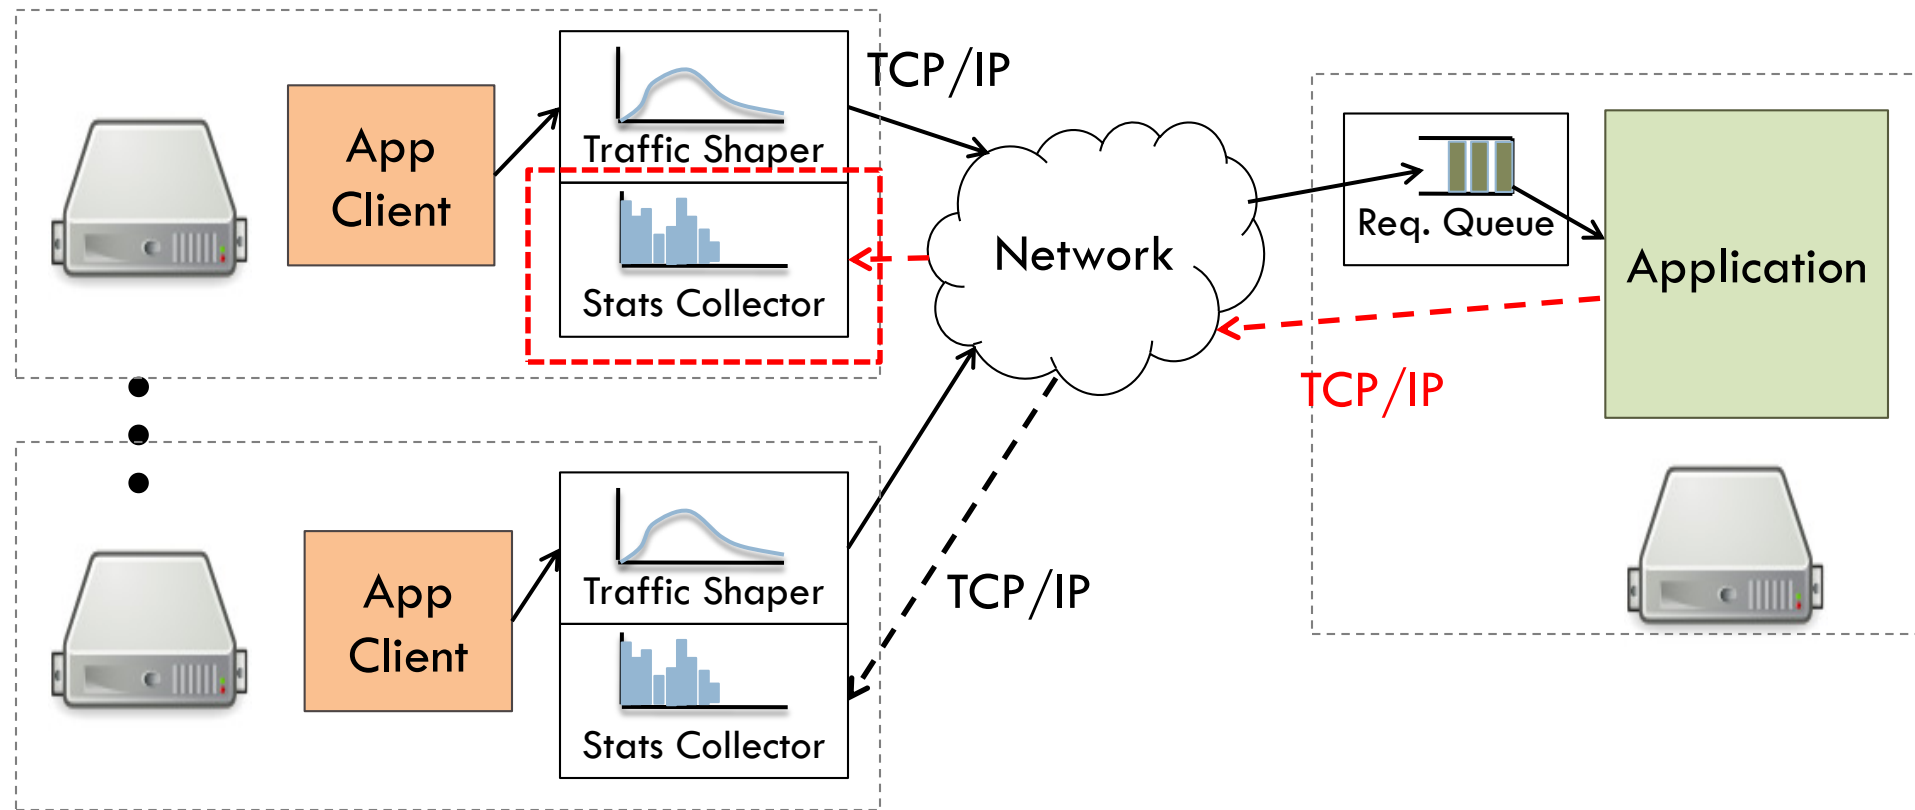 App
Client
Traffic Shaper
Stats Collector
TCP/IP
Network
Req. Queue
Application
TCP/IP
App
Client
Traffic Shaper
Stats Collector
TCP/IP